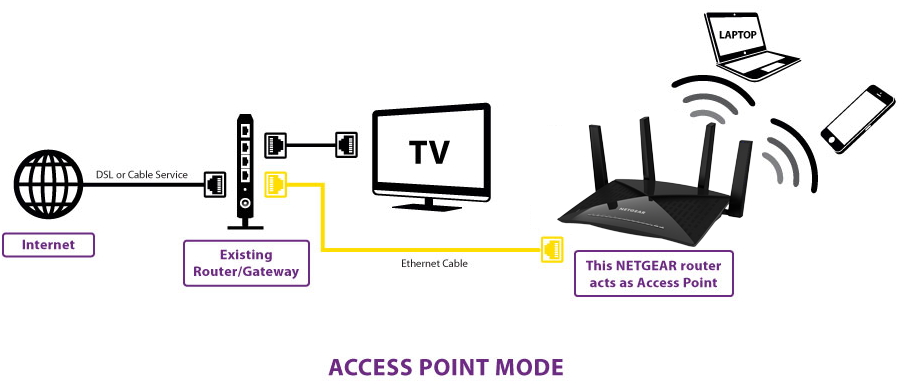 LAPTOP
TV
DSL or Cable Service
NETGEAR
Internet
Existing
Router/Gateway
Ethernet Cable
This NETGEAR router
acts as Access Point
ACCESS POINT MODE